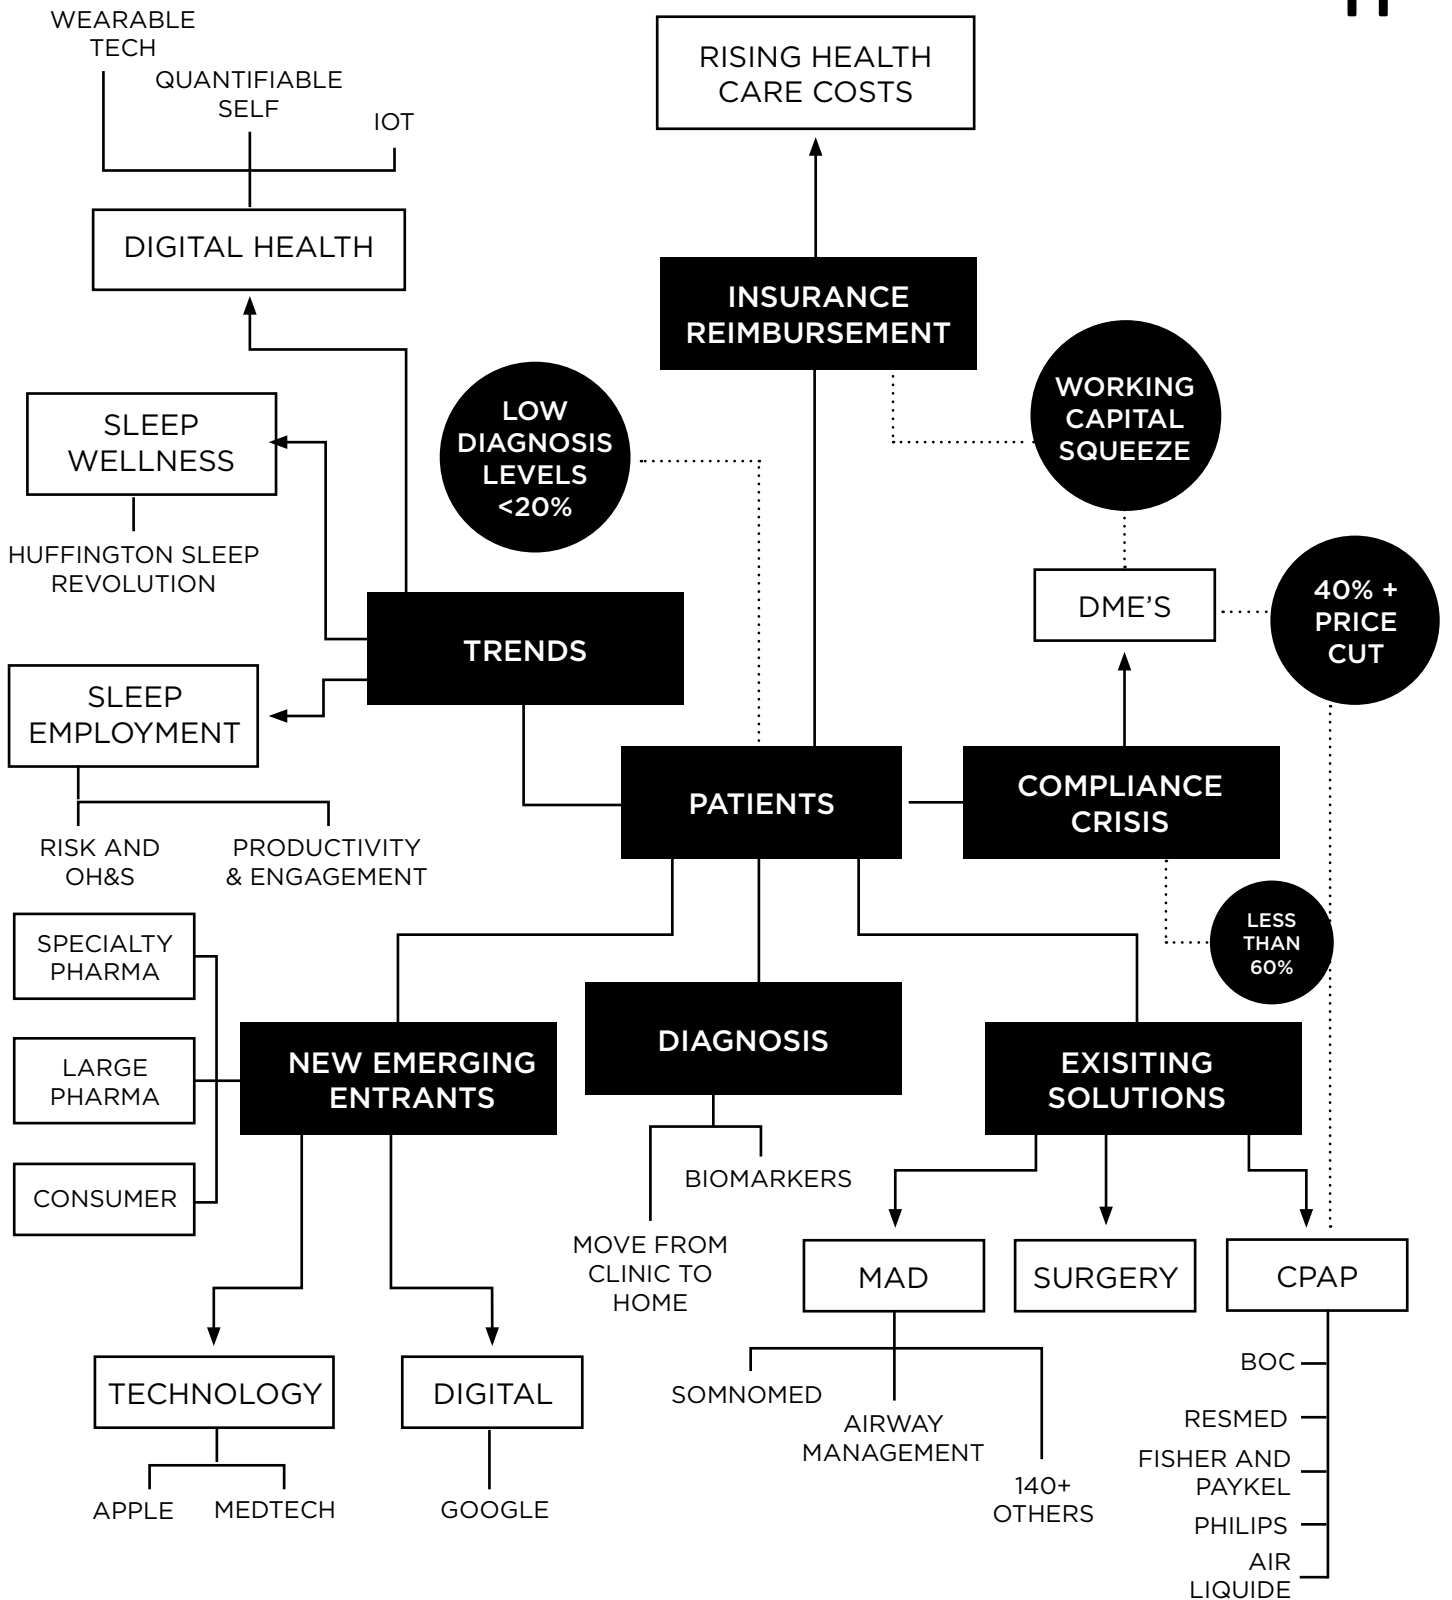 WEARABLE
TECH
QUANTIFIABLE
SELF
IOT
DIGITAL HEALTH
RISING HEALTH
CARE COSTS
INSURANCE
REIMBURSEMENT
WORKING
CAPITAL
SQUEEZE
LOW
DIAGNOSIS
LEVELS
<20%
SLEEP
WELLNESS
HUFFINGTON SLEEP
REVOLUTION
DME'S
40% +
PRICE
CUT
TRENDS
SLEEP
EMPLOYMENT
RISK AND
OH&S
PRODUCTIVITY
& ENGAGEMENT
PATIENTS
COMPLIANCE
CRISIS
LESS
THAN
60%
SPECIALTY
PHARMA
LARGE
PHARMA
CONSUMER
NEW EMERGING
ENTRANTS
DIAGNOSIS
EXISITING
SOLUTIONS
BIOMARKERS
MOVE FROM
CLINIC TO
HOME
MAD
SURGERY
CPAP
TECHNOLOGY
DIGITAL
APPLE
MEDTECH
GOOGLE
SOMNOMED
AIRWAY
MANAGEMENT
140+
OTHERS
BOC
RESMED
FISHER AND
PAYKEL
PHILIPS
AIR
LIQUIDE